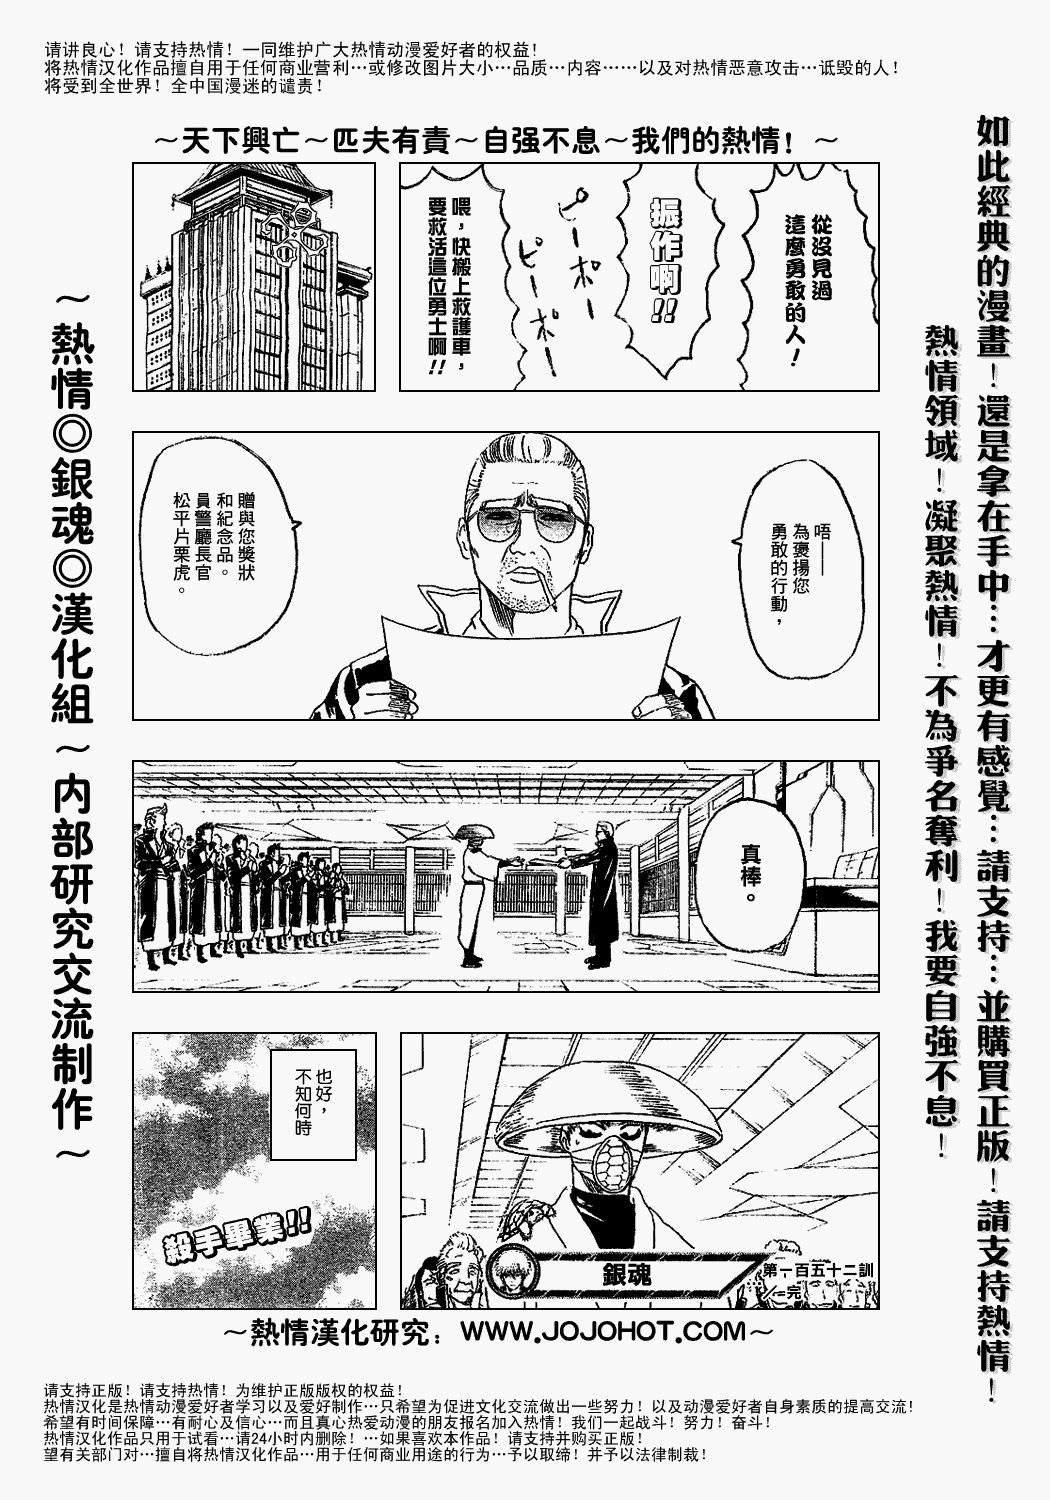 请讲良心！请支持热情！一同维护广大热情动漫爱好者的权益！
将热情汉化作品擅自用于任何商业营利…或修改图片大小…品质…内容……以及对热情恶意攻击…诋毁的人！
将受到全世界！全中国漫迷的谴责！
～天下興亡～匹夫有責～自强不息～我們的熱情！～
如此經典的漫畫！還是拿在手中…才更有感覺…請支持…並購買正版！請支持熱情！
熱情領域！凝聚熱情！不為爭名奪利！我要自強不息！
從沒見過
這麼勇敢的人！
振作啊!!
ピーポー
ピーポー
喂，快搬上救護車，
要救活這位勇士啊!!
唔——
為褒揚您
勇敢的行動，
贈與您獎狀
和紀念品。
員警廳長官
松平片栗虎。
真棒。
銀魂
第一百五十二訓
／完
也好，
不知何時
殺手畢業!!
～熱情◎銀魂◎漢化組～内部研究交流制作～
～熱情漢化研究：WWW.JOJOHOT.COM～
请支持正版！请支持热情！为维护正版版权的权益！
热情汉化是热情动漫爱好者学习以及爱好制作…只希望为促进文化交流做出一些努力！以及动漫爱好者自身素质的提高交流！
希望有时间保障…有耐心及信心…而且真心热爱动漫的朋友报名加入热情！我们一起战斗！努力！奋斗！
热情汉化作品只用于试看…请24小时内删除！…如果喜欢本作品！请支持并购买正版！
望有关部门对…擅自将热情汉化作品…用于任何商业用途的行为…予以取缔！并予以法律制裁！